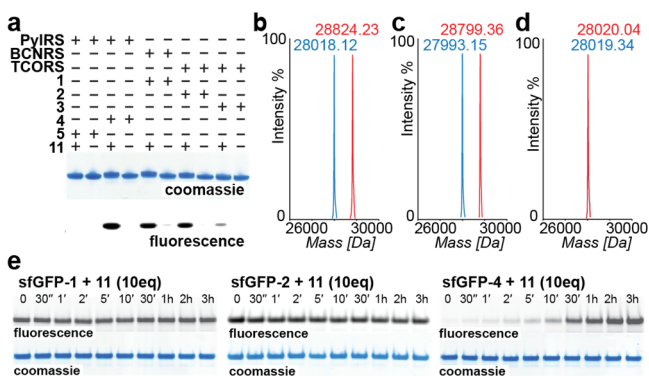 a
PylRS + + + + − − − − − −
BCNRS − − − − + + − − − −
TCORS − − − − − − + + + +
1 − − − − + + − − − −
2 − − − − − − + + − −
3 − − − − − − − − + +
4 − − + + − − − − − −
5 + + − − − − − − − −
11 + − + − + − + − + −
coomassie
fluorescence
b
28824.23
28018.12
100
Intensity %
0
26000 30000
Mass [Da]
c
28799.36
27993.15
100
Intensity %
0
26000 30000
Mass [Da]
d
28020.04
28019.34
100
Intensity %
0
26000 30000
Mass [Da]
e
sfGFP-1 + 11 (10eq)
0 30" 1' 2' 5' 10' 30' 1h 2h 3h
fluorescence
coomassie
sfGFP-2 + 11 (10eq)
0 30" 1' 2' 5' 10' 30' 1h 2h 3h
fluorescence
coomassie
sfGFP-4 + 11 (10eq)
0 30" 1' 2' 5' 10' 30' 1h 2h 3h
fluorescence
coomassie